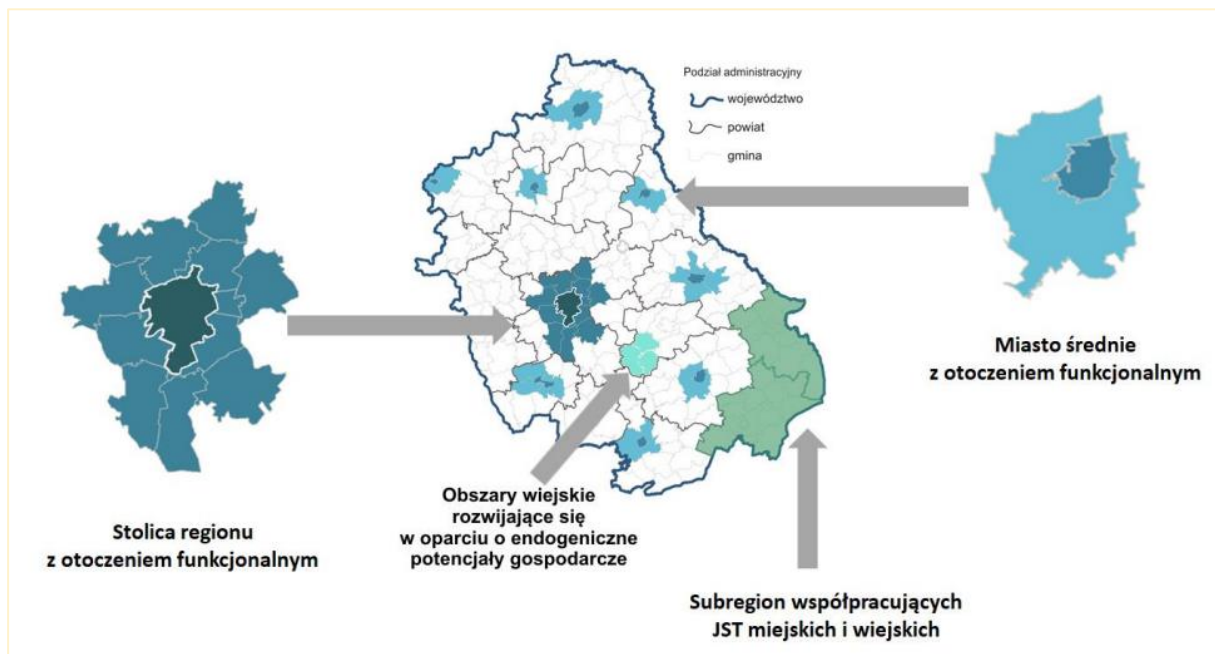 Podział administracyjny
województwo
powiat
gmina
Miasto średnie
z otoczeniem funkcjonalnym
Stolica regionu
z otoczeniem funkcjonalnym
Obszary wiejskie
rozwijające się
w oparciu o endogeniczne
potencjały gospodarcze
Subregion współpracujących
JST miejskich i wiejskich